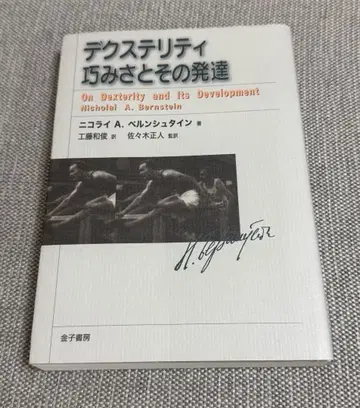 デクステリティ
巧みさとその発達
On Dexterity and Its Development
Nicholai A. Bernstein
ニコライ A. ベルンシュタイン 著
工藤和俊 訳 佐々木正人 監訳
金子書房